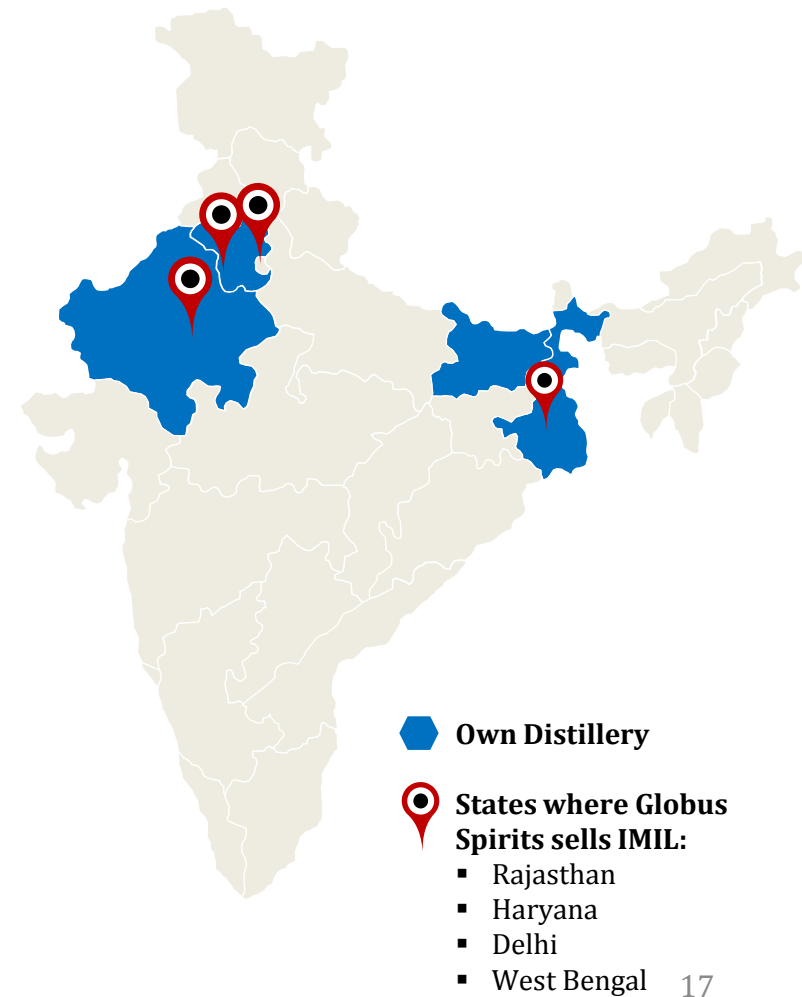 Own Distillery
States where Globus
Spirits sells IMIL:
▪ Rajasthan
▪ Haryana
▪ Delhi
▪ West Bengal
17